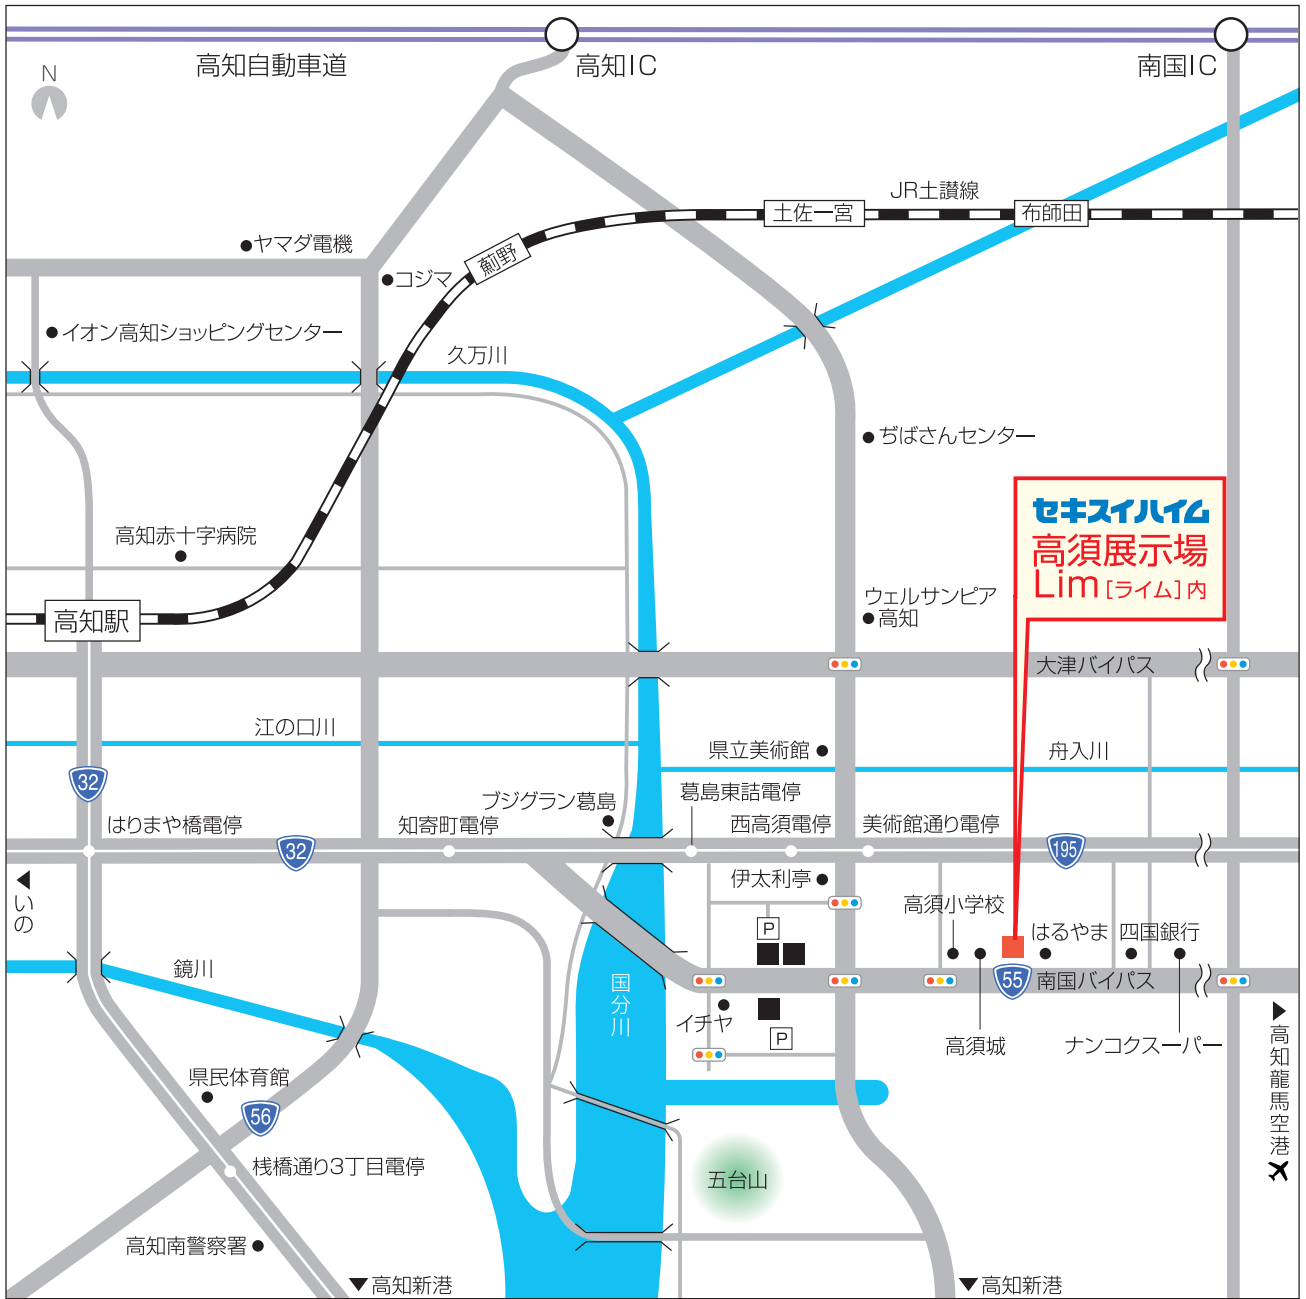 高知自動車道
高知IC
南国IC
N
JR土讃線
土佐一宮
布師田
薊野
ヤマダ電機
コジマ
イオン高知ショッピングセンター
久万川
ぢばさんセンター
セキスイハイム
高須展示場
Lim[ライム]内
高知赤十字病院
ウェルサンピア
高知
高知駅
大津バイパス
江の口川
県立美術館
舟入川
32
ブジグラン葛島
葛島東詰電停
はりまや橋電停
知寄町電停
西高須電停
美術館通り電停
32
195
いの
伊太利亭
高須小学校
はるやま
四国銀行
P
鏡川
国分川
55
南国バイパス
イチヤ
P
高須城
ナンコクスーパー
高知龍馬空港
県民体育館
56
桟橋通り3丁目電停
五台山
高知南警察署
高知新港
高知新港